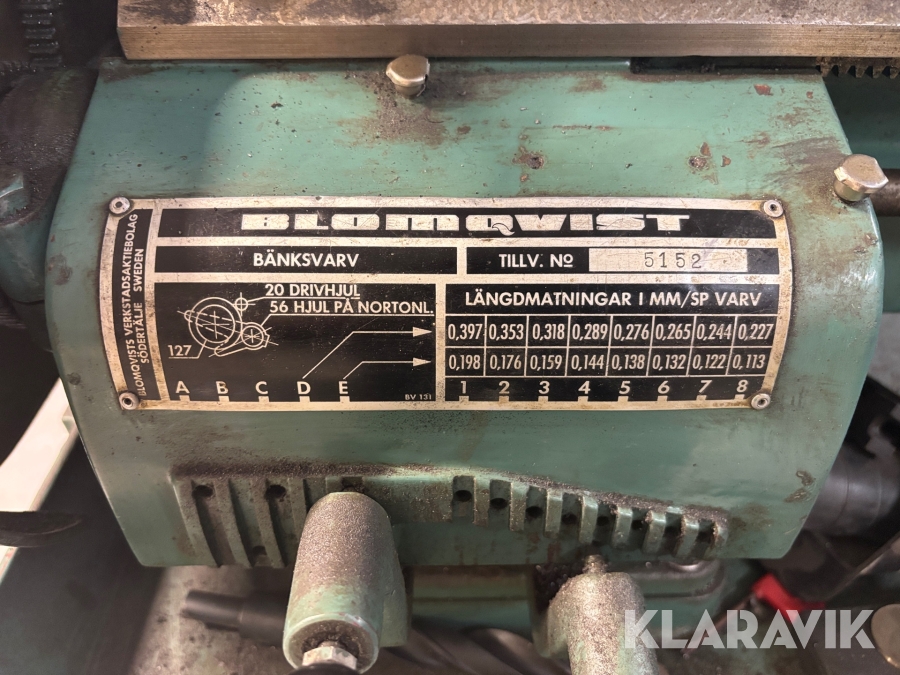 BLOMQVISTS VERKSTADSAKTIEBOLAG
SÖDERTÄLJE SWEDEN
BLOMQVIST
BÄNKSVARV
TILLV. No 5152
20 DRIVHJUL
56 HJUL PÅ NORTONL.
127
A B C D E
BV 131
LÄNGDMATNINGAR I MM/SP VARV
0,397 0,353 0,318 0,289 0,276 0,265 0,244 0,227
0,198 0,176 0,159 0,144 0,138 0,132 0,122 0,113
1 2 3 4 5 6 7 8
KLARAVIK